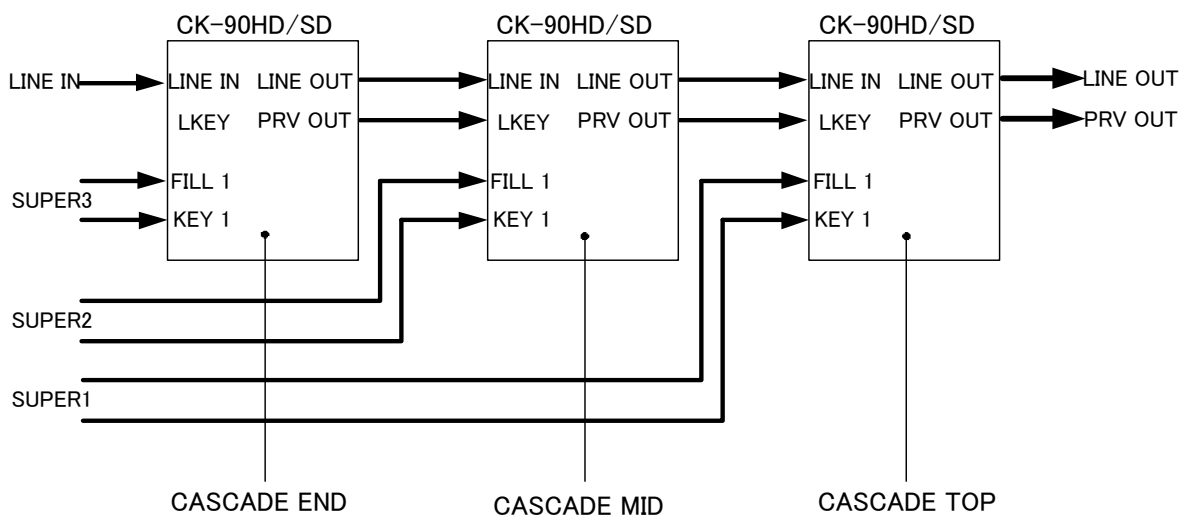 CK-90HD/SD CK-90HD/SD CK-90HD/SD
LINE IN LINE IN LINE OUT LINE IN LINE OUT LINE IN LINE OUT LINE OUT
LKEY PRV OUT LKEY PRV OUT LKEY PRV OUT PRV OUT
FILL 1 FILL 1 FILL 1
SUPER3
KEY 1 KEY 1 KEY 1
SUPER2
SUPER1
CASCADE END CASCADE MID CASCADE TOP